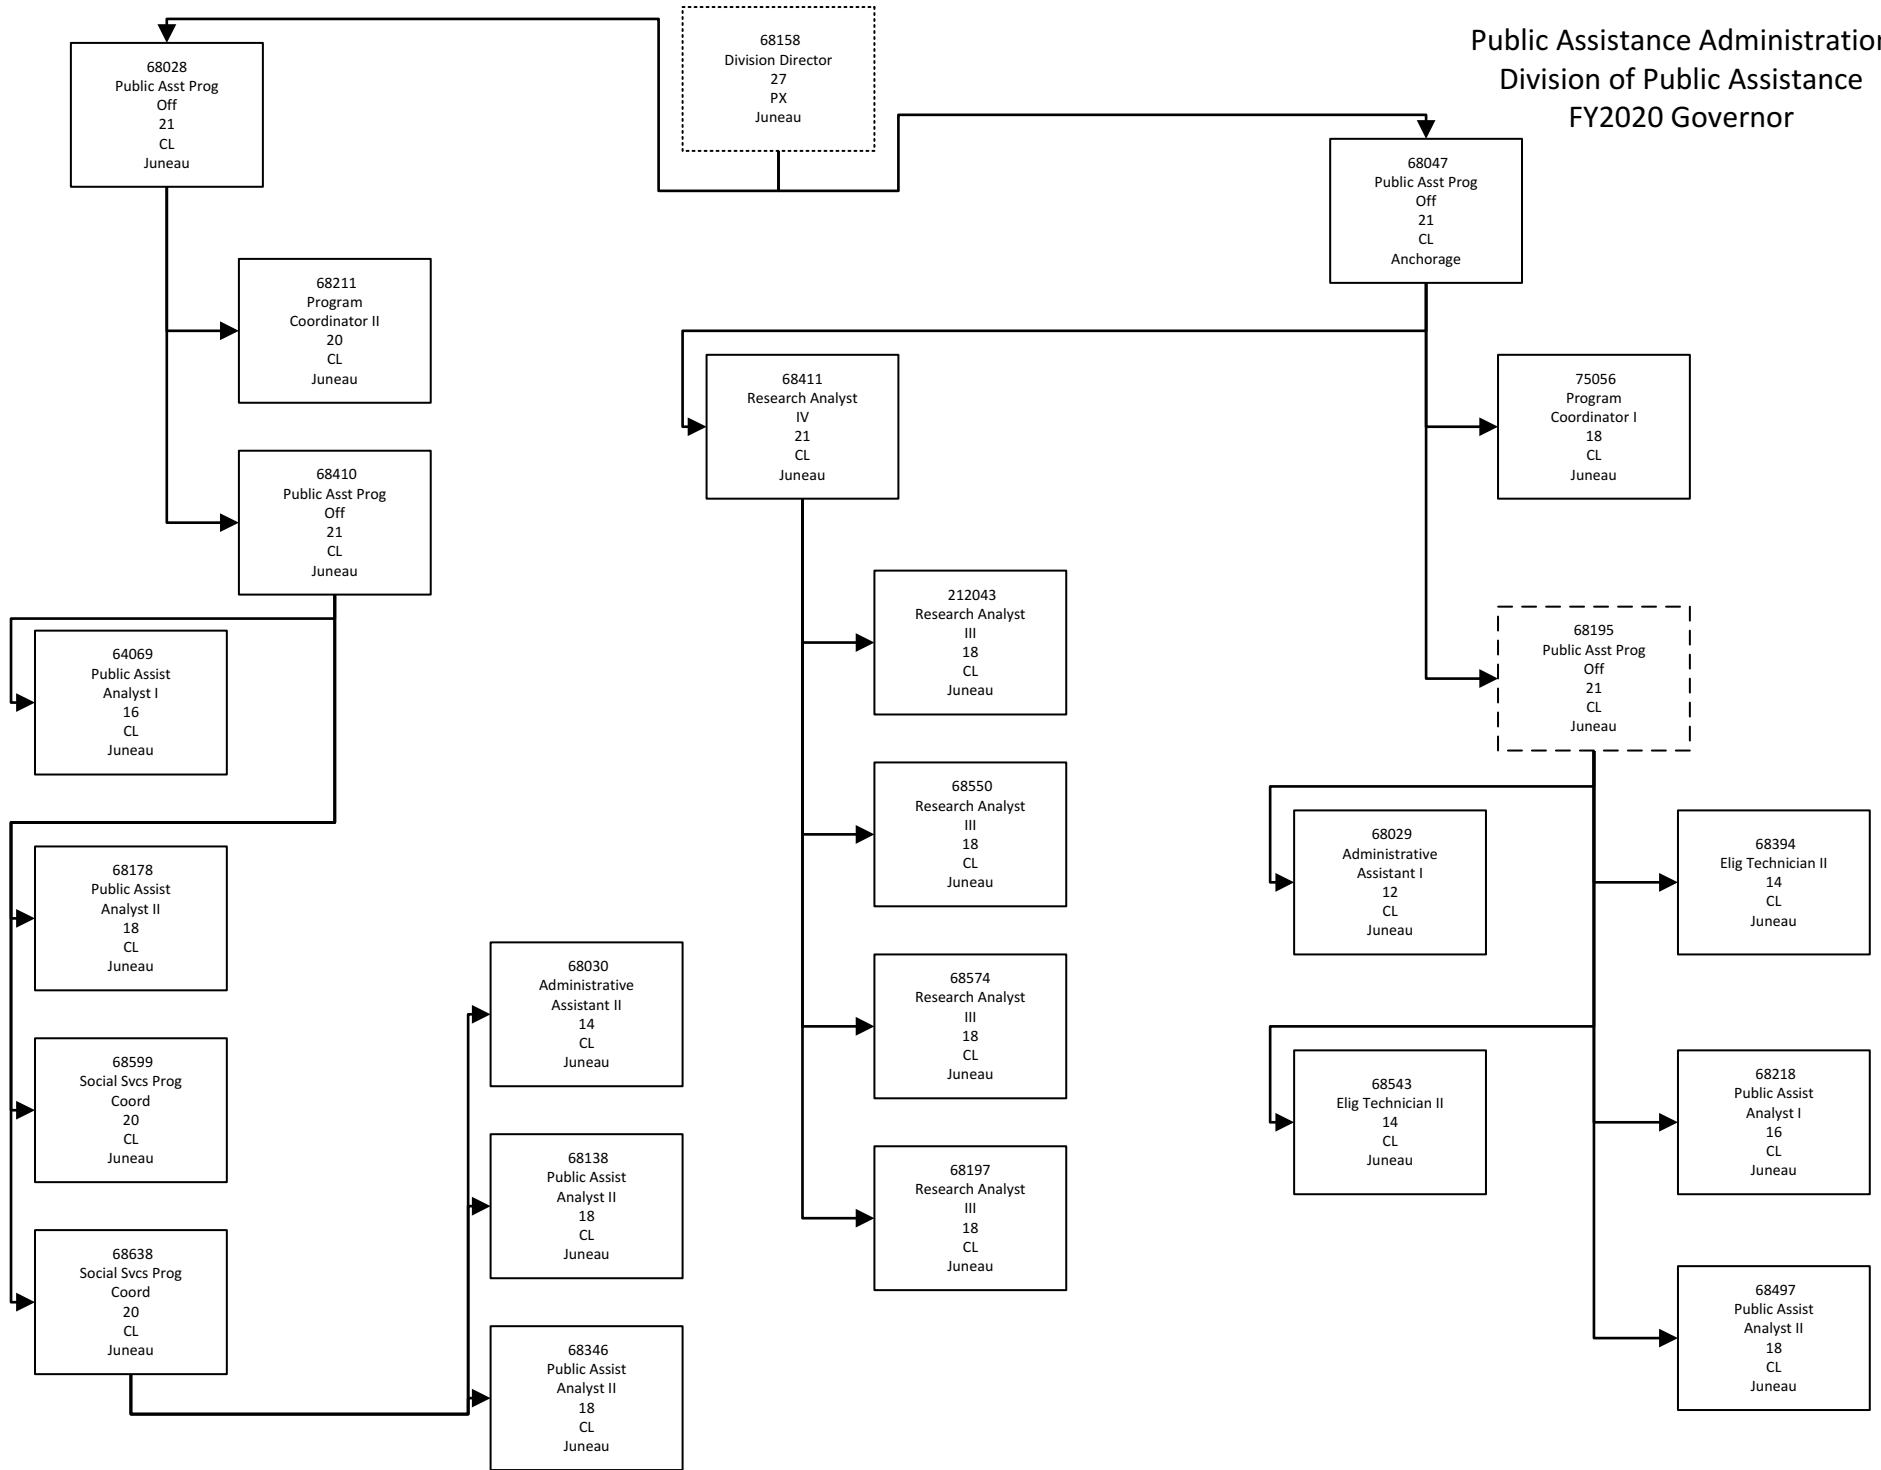 Public Assistance Administration
Division of Public Assistance
FY2020 Governor
68158
Division Director
27
PX
Juneau
68028
Public Asst Prog
Off
21
CL
Juneau
68047
Public Asst Prog
Off
21
CL
Anchorage
68211
Program
Coordinator II
20
CL
Juneau
68410
Public Asst Prog
Off
21
CL
Juneau
64069
Public Assist
Analyst I
16
CL
Juneau
68178
Public Assist
Analyst II
18
CL
Juneau
68599
Social Svcs Prog
Coord
20
CL
Juneau
68638
Social Svcs Prog
Coord
20
CL
Juneau
68030
Administrative
Assistant II
14
CL
Juneau
68138
Public Assist
Analyst II
18
CL
Juneau
68346
Public Assist
Analyst II
18
CL
Juneau
68411
Research Analyst
IV
21
CL
Juneau
212043
Research Analyst
III
18
CL
Juneau
68550
Research Analyst
III
18
CL
Juneau
68574
Research Analyst
III
18
CL
Juneau
68197
Research Analyst
III
18
CL
Juneau
75056
Program
Coordinator I
18
CL
Juneau
68195
Public Asst Prog
Off
21
CL
Juneau
68029
Administrative
Assistant I
12
CL
Juneau
68394
Elig Technician II
14
CL
Juneau
68543
Elig Technician II
14
CL
Juneau
68218
Public Assist
Analyst I
16
CL
Juneau
68497
Public Assist
Analyst II
18
CL
Juneau